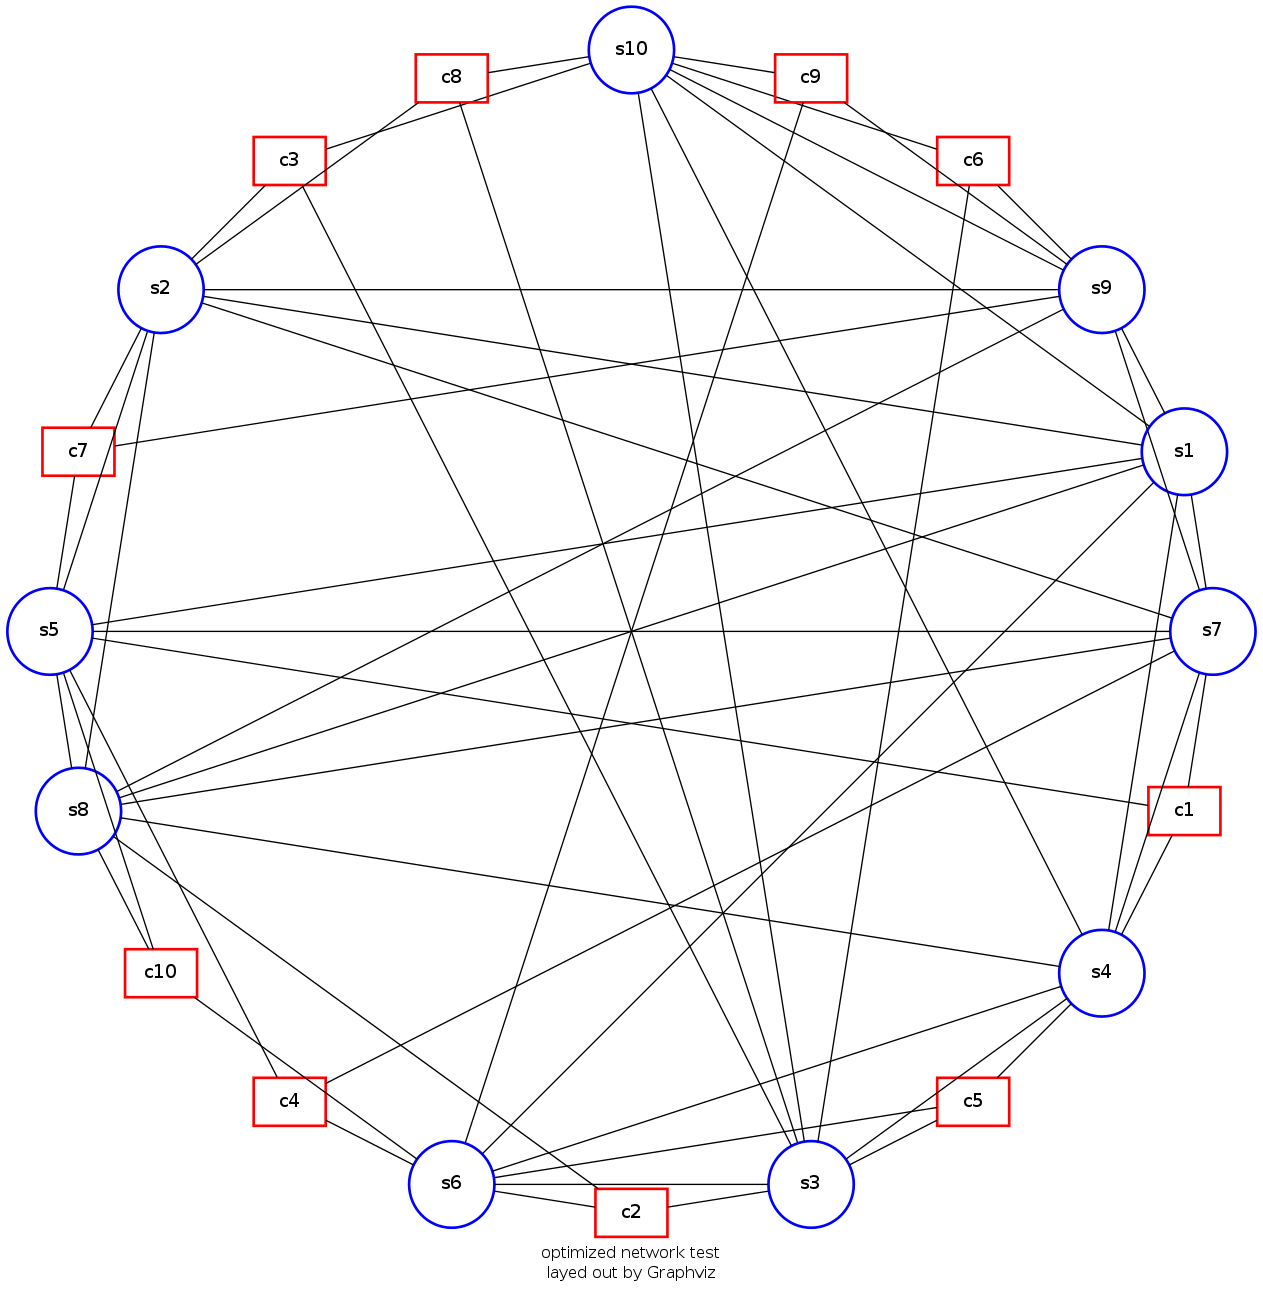 s10
c8
c9
c3
c6
s2
s9
c7
s1
s5
s7
s8
c1
c10
s4
c4
c5
s6
s3
c2
optimized network test
layed out by Graphviz